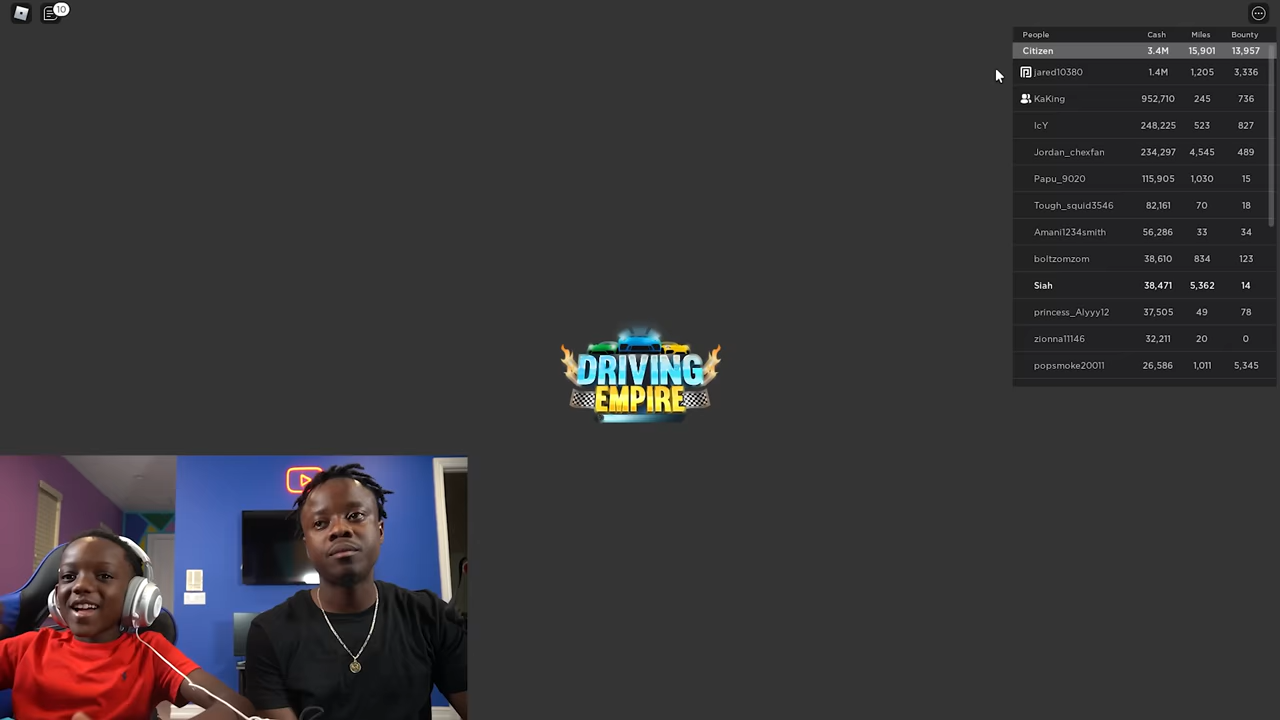 10
People Cash Miles Bounty
Citizen 3.4M 15,901 13,957
jared10380 1.4M 1,205 3,336
KaKing 952,710 245 736
IcY 248,225 523 827
Jordan_chexfan 234,297 4,545 489
Papu_9020 115,905 1,030 15
Tough_squid3546 82,161 70 18
Amani1234smith 56,286 33 34
boltzomzom 38,610 834 123
Siah 38,471 5,362 14
princess_Alyyy12 37,505 49 78
zionna11146 32,211 20 0
popsmoke20011 26,586 1,011 5,345
DRIVING
EMPIRE